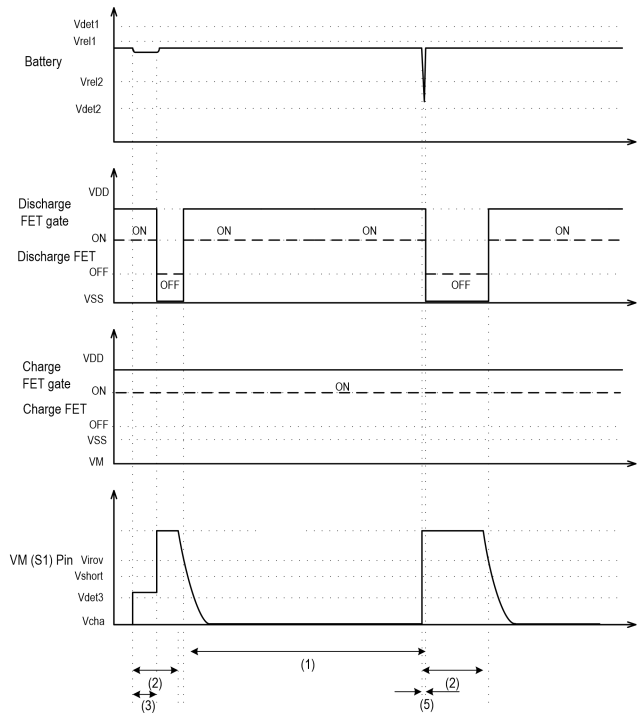 Vdet1
Vrel1
Battery
Vrel2
Vdet2
VDD
Discharge
FET gate
ON
ON
ON
ON
ON
Discharge FET
OFF
OFF
OFF
VSS
VDD
Charge
FET gate
ON
ON
Charge FET
OFF
VSS
VM
VM (S1) Pin
Virov
Vshort
Vdet3
Vcha
(1)
(2)
(2)
(3)
(5)